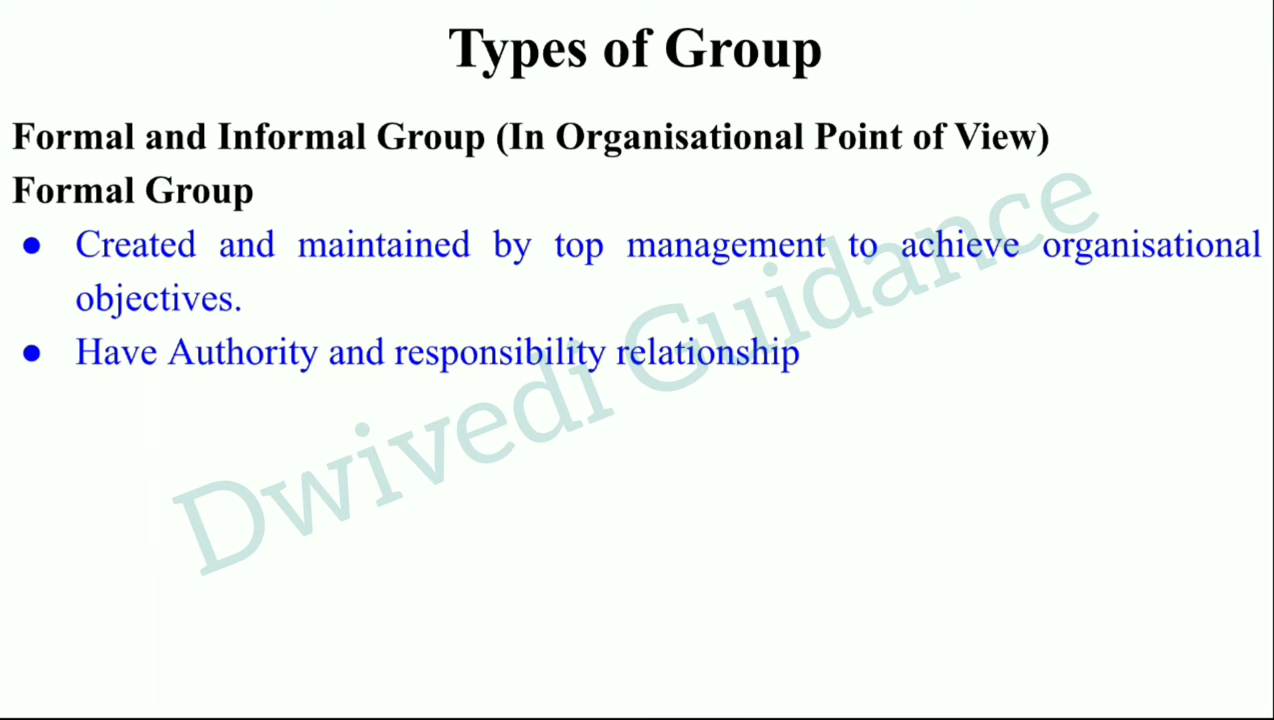 Types of Group
Formal and Informal Group (In Organisational Point of View)
Formal Group
● Created and maintained by top management to achieve organisational
objectives.
● Have Authority and responsibility relationship
Dwivedi Guidance